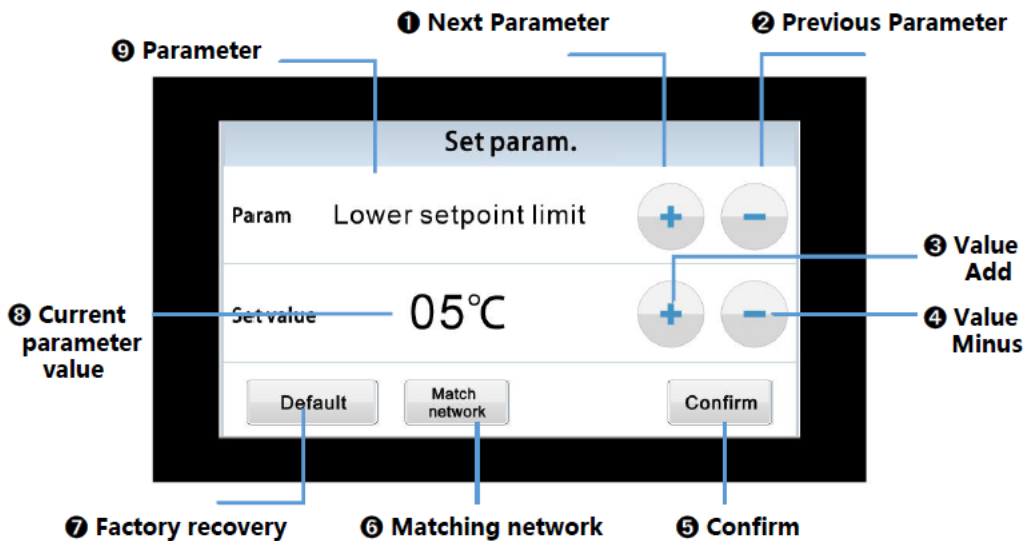 ❶ Next Parameter
❷ Previous Parameter
❾ Parameter
Set param.
Param Lower setpoint limit + −
❸ Value
Add
Set value 05℃ + −
❽ Current
parameter
value
❹ Value
Minus
Default
Match
network
Confirm
❼ Factory recovery
❻ Matching network
❺ Confirm